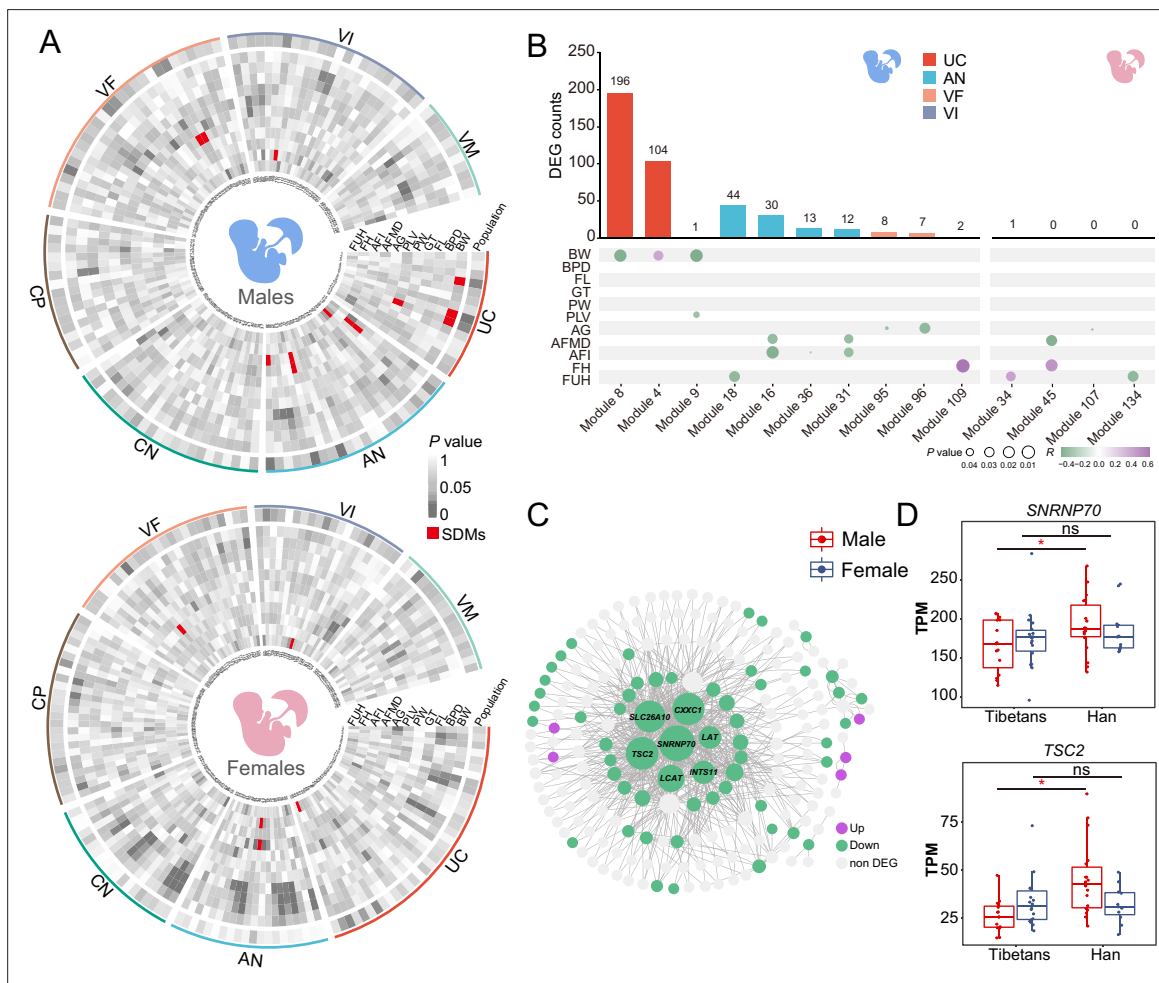 A
VI
VF
VM
CP
UC
CN
AN
FUH
FH
AFI
AFMD
AG
PLV
PW
GT
FL
BPD
BW
Population
Males
P value
1
0.05
0
SDMs
VF
VI
VM
CP
UC
CN
AN
FUH
FH
AFI
AFMD
AG
PLV
PW
GT
FL
BPD
BW
Population
Females
B
DEG counts
250
200
150
100
50
0
196
104
1
44
30
13
12
8
7
2
1
0
0
0
UC
AN
VF
VI
BW
BPD
FL
GT
PW
PLV
AG
AFMD
AFI
FH
FUH
Module 8
Module 4
Module 9
Module 18
Module 16
Module 36
Module 31
Module 95
Module 96
Module 109
Module 34
Module 45
Module 107
Module 134
P value
0.04 0.03 0.02 0.01
R
−0.4−0.2 0.0 0.2 0.4 0.6
C
Male
Female
SLC26A10
CXXC1
LAT
TSC2
SNRNP70
LCAT
INTS11
Up
Down
non DEG
D
SNRNP70
ns
*
TPM
250
200
150
100
Tibetans Han
TSC2
ns
*
TPM
75
50
25
Tibetans Han